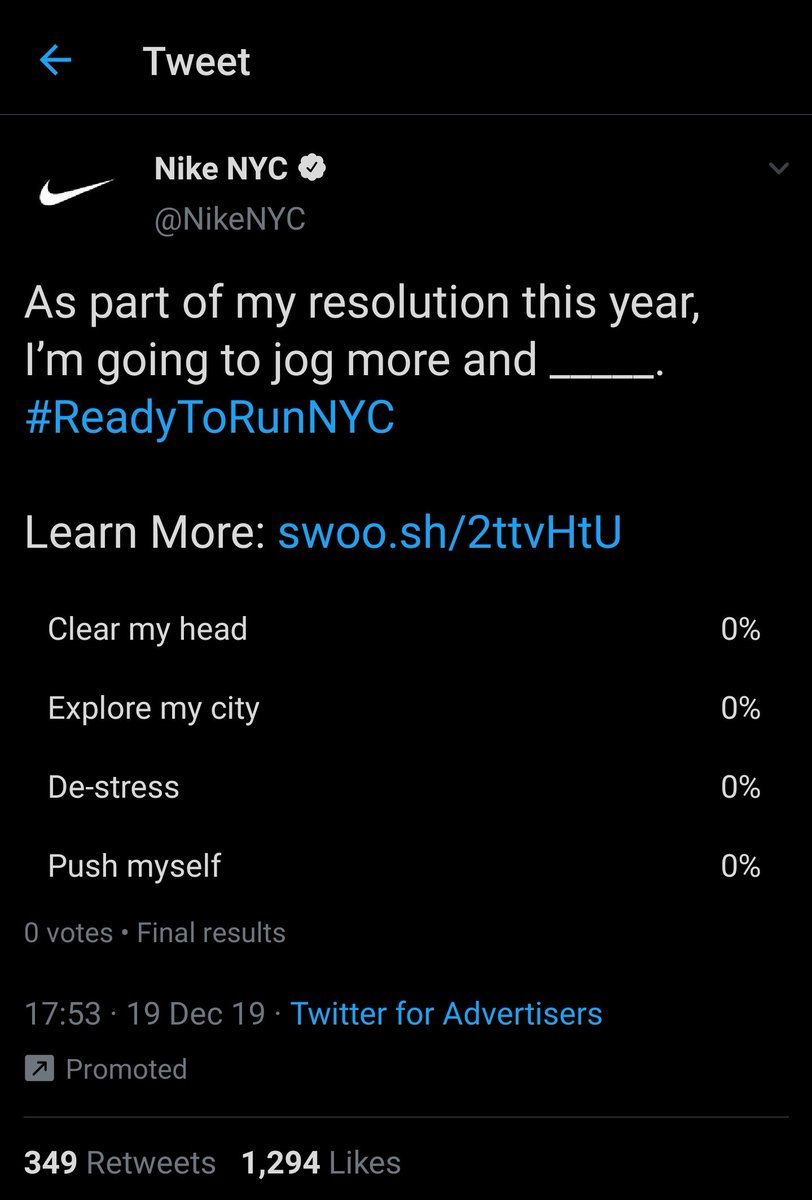 Tweet
Nike NYC
@NikeNYC
As part of my resolution this year,
I’m going to jog more and _____.
#ReadyToRunNYC
Learn More: swoo.sh/2ttvHtU
Clear my head 0%
Explore my city 0%
De-stress 0%
Push myself 0%
0 votes • Final results
17:53 · 19 Dec 19 · Twitter for Advertisers
Promoted
349 Retweets 1,294 Likes